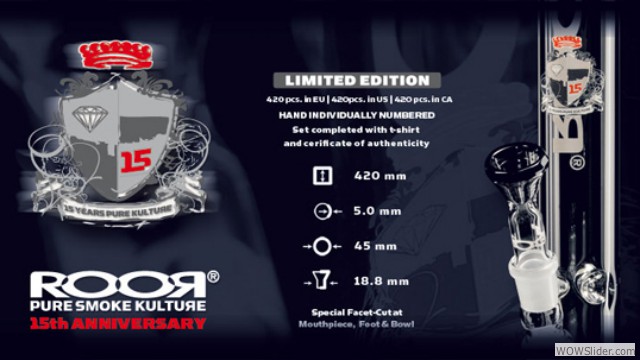 15
15 YEARS PURE KULTURE
ROOR®
PURE SMOKE KULTURE
15th ANNIVERSARY
LIMITED EDITION
420 pcs. in EU | 420pcs. in US | 420 pcs. in CA
HAND INDIVIDUALLY NUMBERED
Set completed with t-shirt
and cerificate of authenticity
420 mm
5.0 mm
45 mm
18.8 mm
Special Facet-Cut at
Mouthpiece, Foot & Bowl
15
®
WOWSlider.com